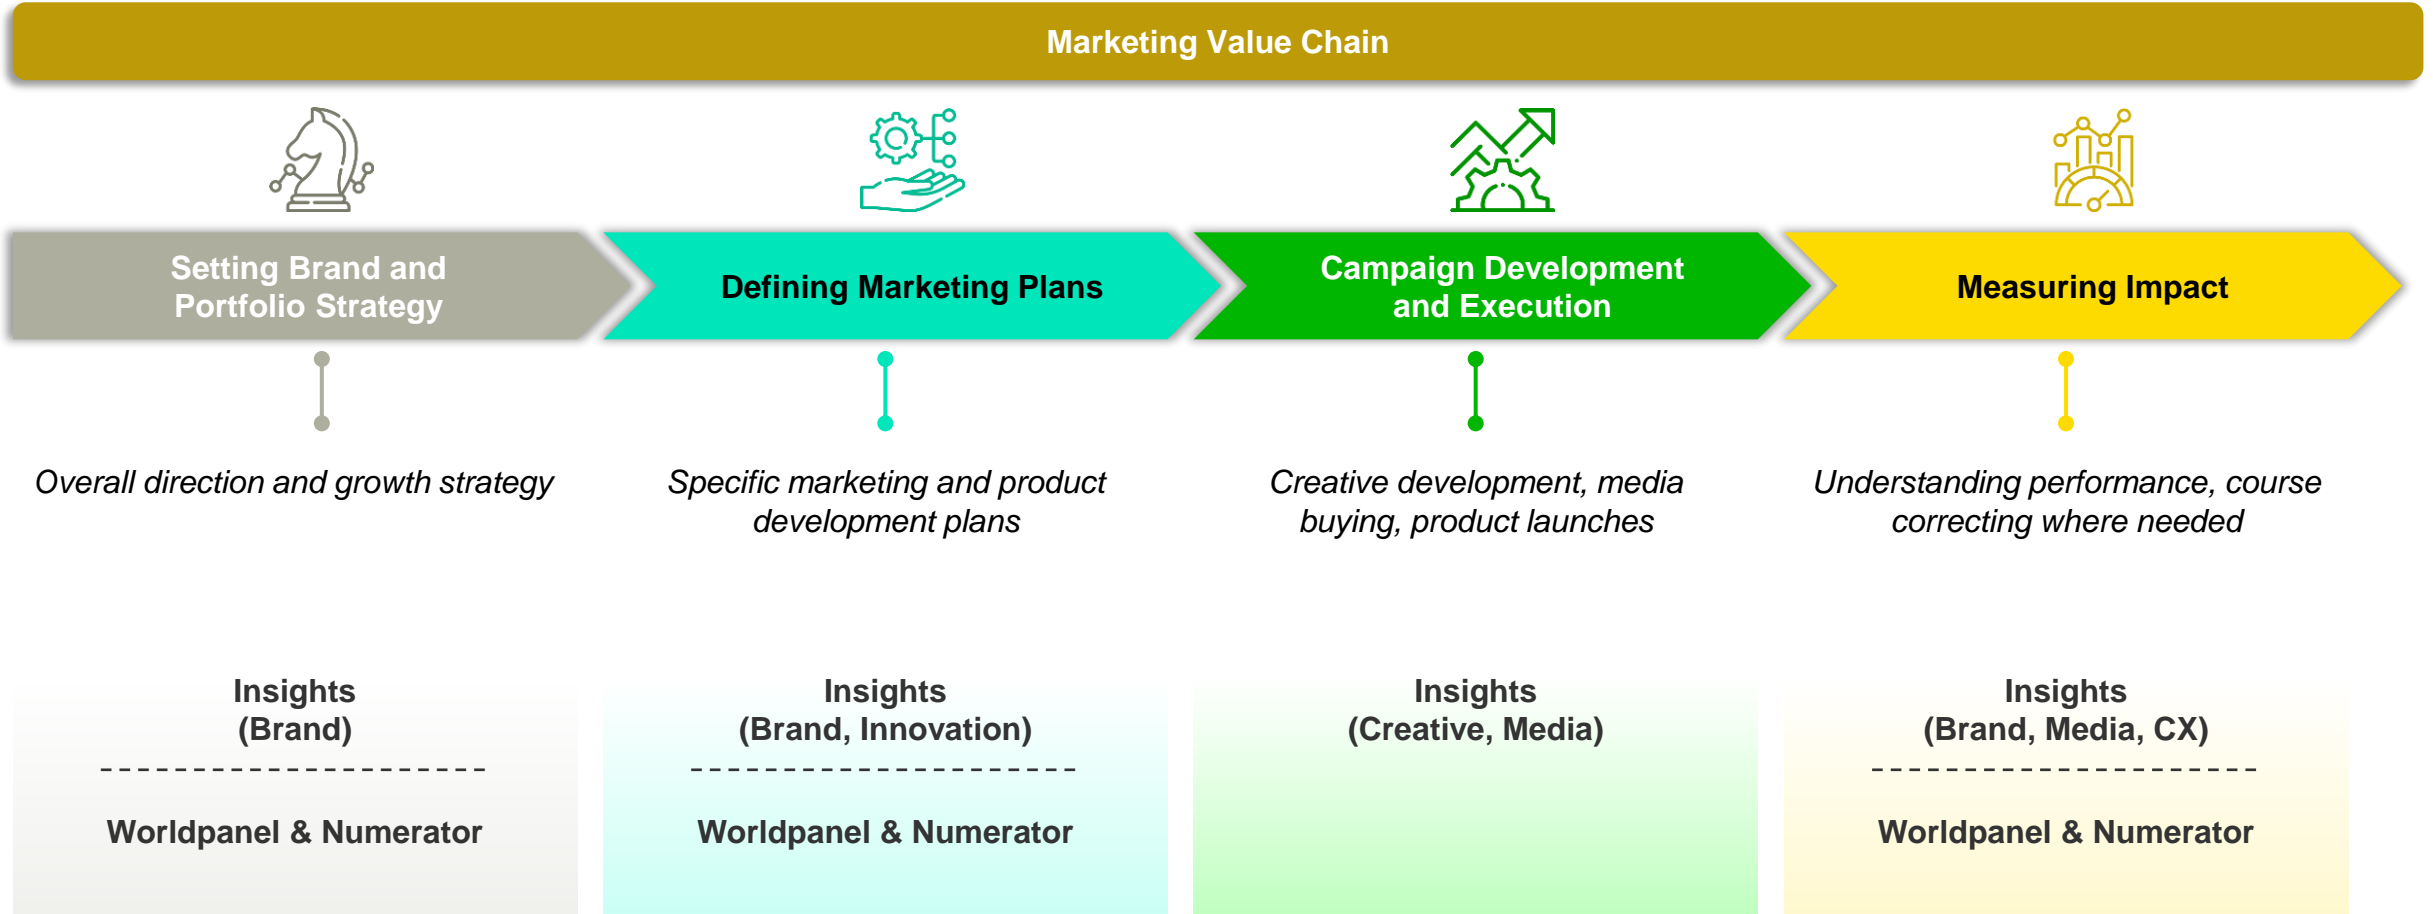 Marketing Value Chain
Setting Brand and
Portfolio Strategy
Defining Marketing Plans
Campaign Development
and Execution
Measuring Impact
Overall direction and growth strategy
Specific marketing and product
development plans
Creative development, media
buying, product launches
Understanding performance, course
correcting where needed
Insights
(Brand)
Worldpanel & Numerator
Insights
(Brand, Innovation)
Worldpanel & Numerator
Insights
(Creative, Media)
Insights
(Brand, Media, CX)
Worldpanel & Numerator